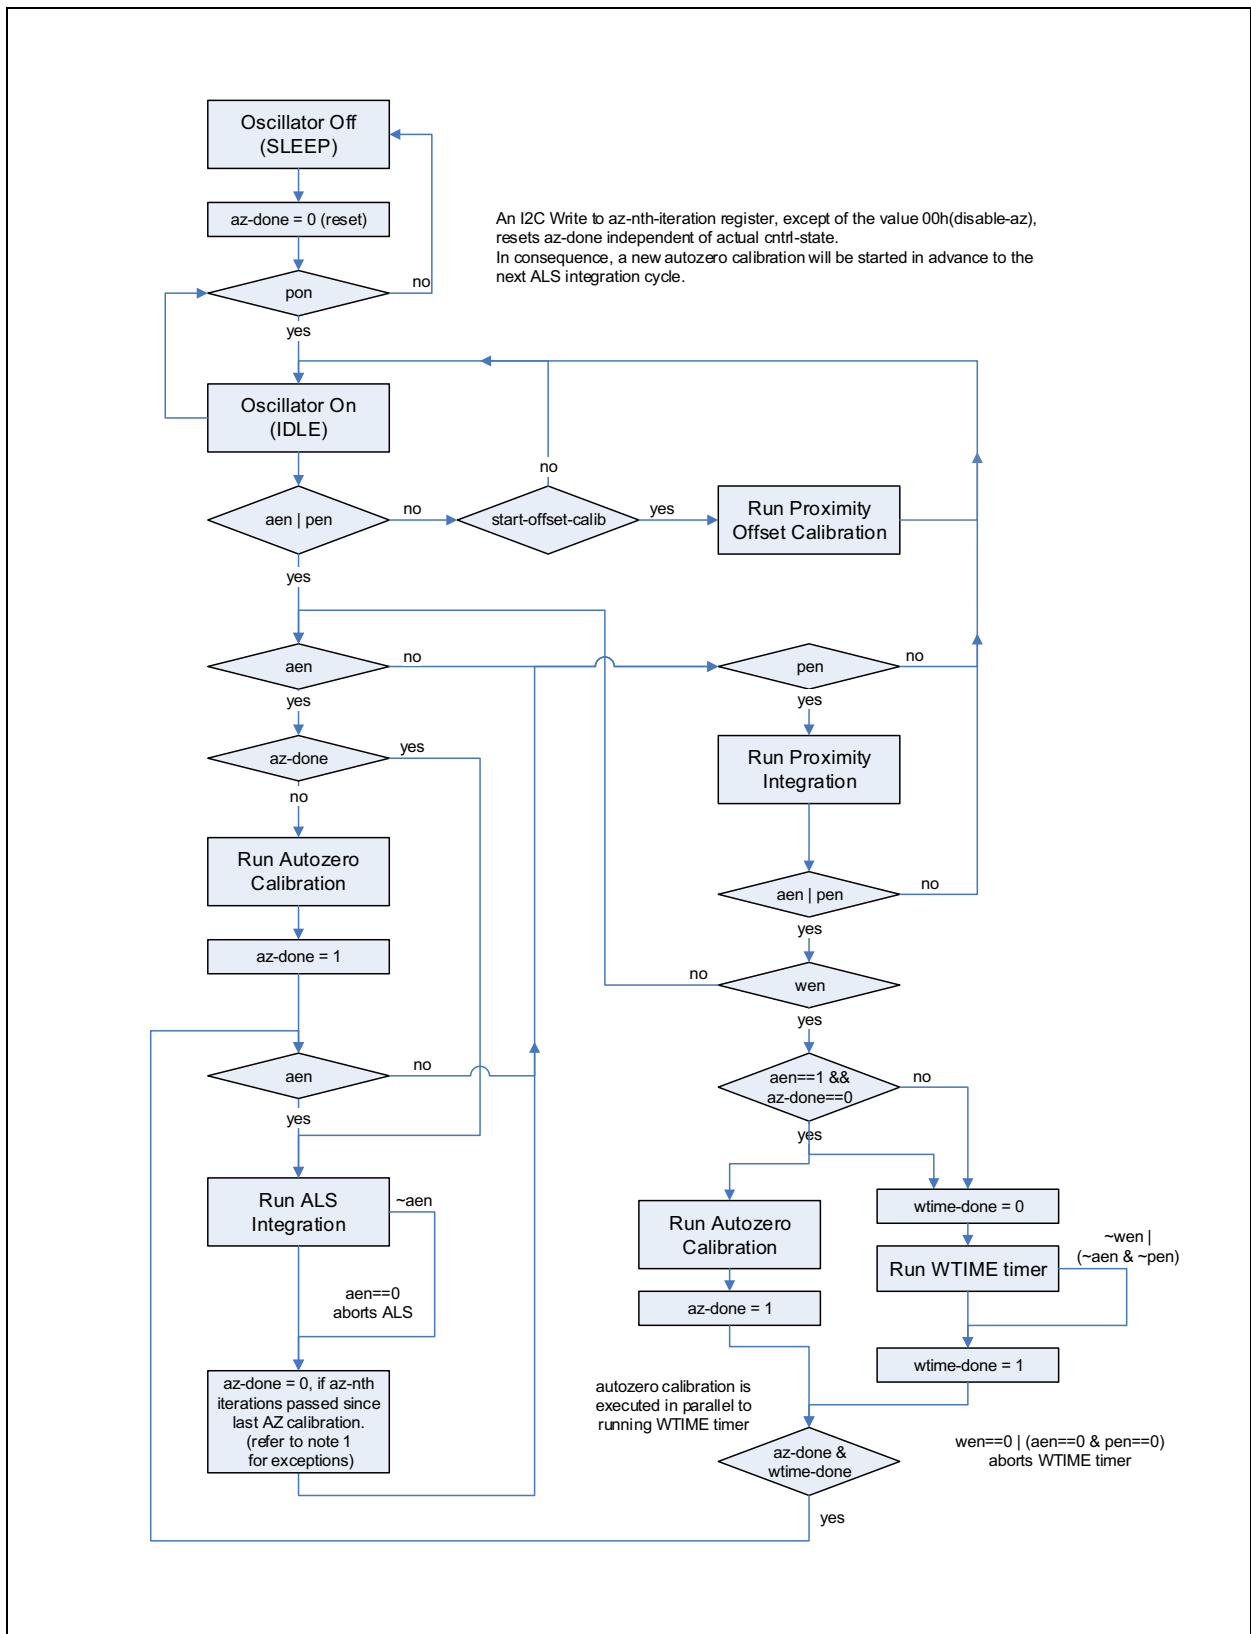 Oscillator Off
(SLEEP)
az-done = 0 (reset)
An I2C Write to az-nth-iteration register, except of the value 00h(disable-az),
resets az-done independent of actual cntrl-state.
In consequence, a new autozero calibration will be started in advance to the
next ALS integration cycle.
pon
no
yes
Oscillator On
(IDLE)
no
aen | pen
no
start-offset-calib
yes
Run Proximity
Offset Calibration
yes
aen
no
pen
no
yes
yes
az-done
yes
Run Proximity
Integration
no
Run Autozero
Calibration
aen | pen
no
yes
az-done = 1
no
wen
yes
aen
no
aen==1 &&
az-done==0
no
yes
yes
Run ALS
Integration
~aen
wtime-done = 0
Run Autozero
Calibration
~wen |
(~aen & ~pen)
Run WTIME timer
aen==0
aborts ALS
az-done = 1
wtime-done = 1
az-done = 0, if az-nth
iterations passed since
last AZ calibration.
(refer to note 1
for exceptions)
autozero calibration is
executed in parallel to
running WTIME timer
az-done &
wtime-done
wen==0 | (aen==0 & pen==0)
aborts WTIME timer
yes